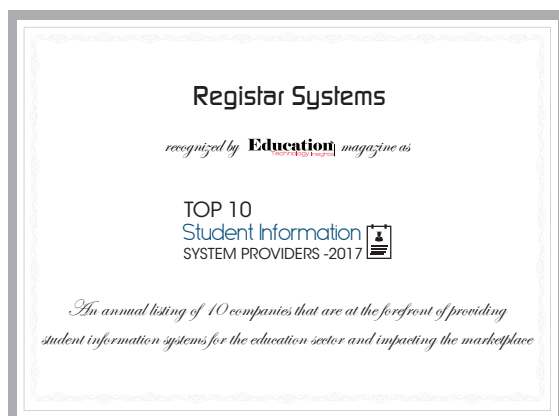 Registar Systems
recognized by Education magazine as
Technology Insights
TOP 10
Student Information
SYSTEM PROVIDERS -2017
An annual listing of 10 companies that are at the forefront of providing
student information systems for the education sector and impacting the marketplace